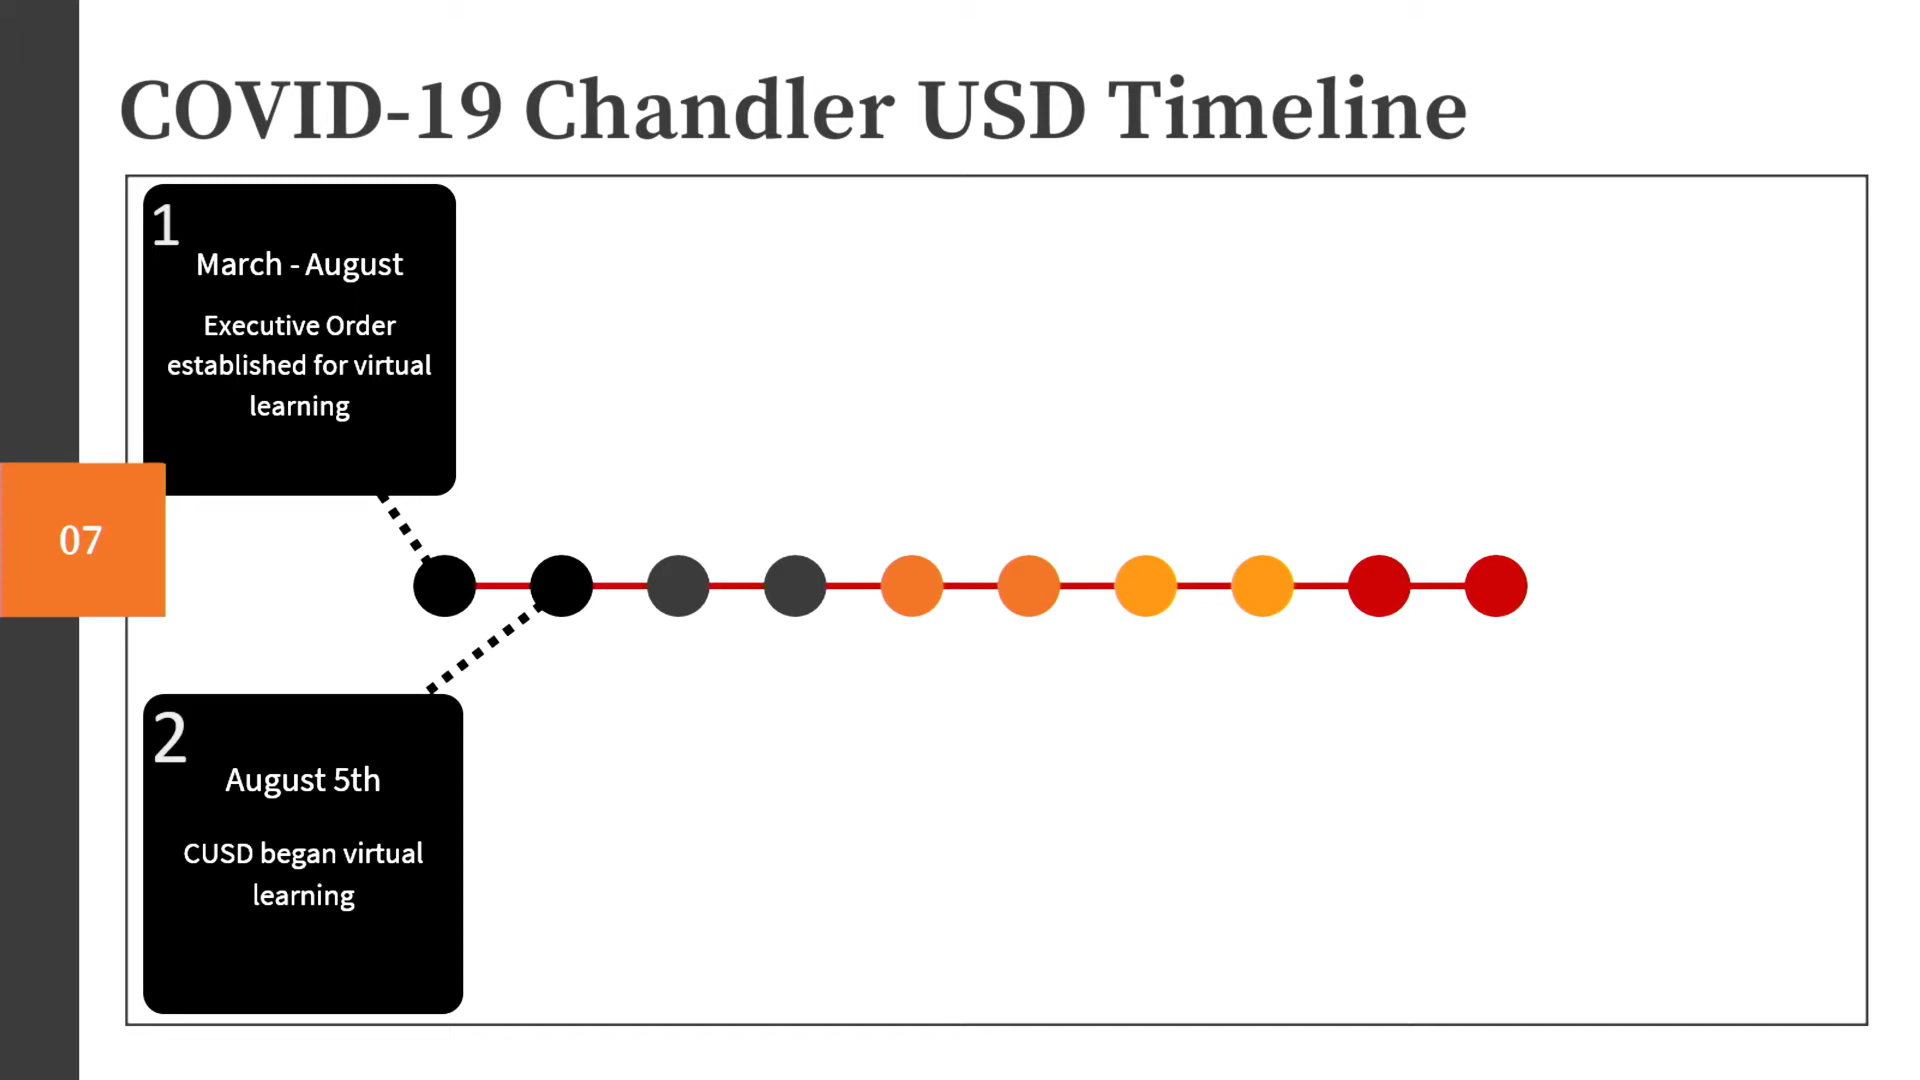 COVID-19 Chandler USD Timeline
1
March - August
Executive Order
established for virtual
learning
07
2
August 5th
CUSD began virtual
learning